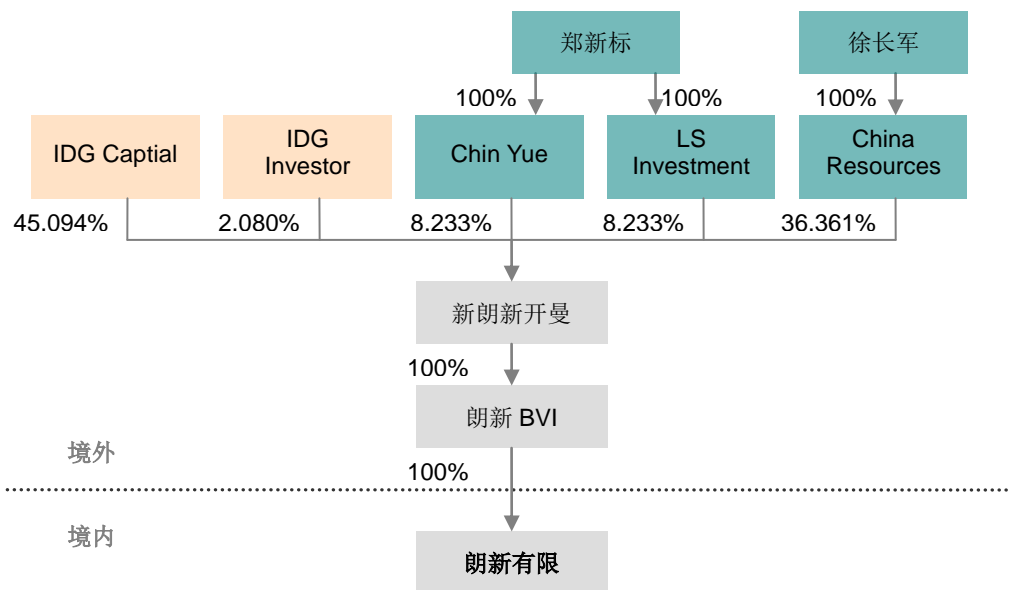 郑新标
徐长军
100%
100%
100%
IDG Captial
IDG
Investor
Chin Yue
LS
Investment
China
Resources
45.094%
2.080%
8.233%
8.233%
36.361%
新朗新开曼
100%
朗新 BVI
境外
100%
境内
朗新有限